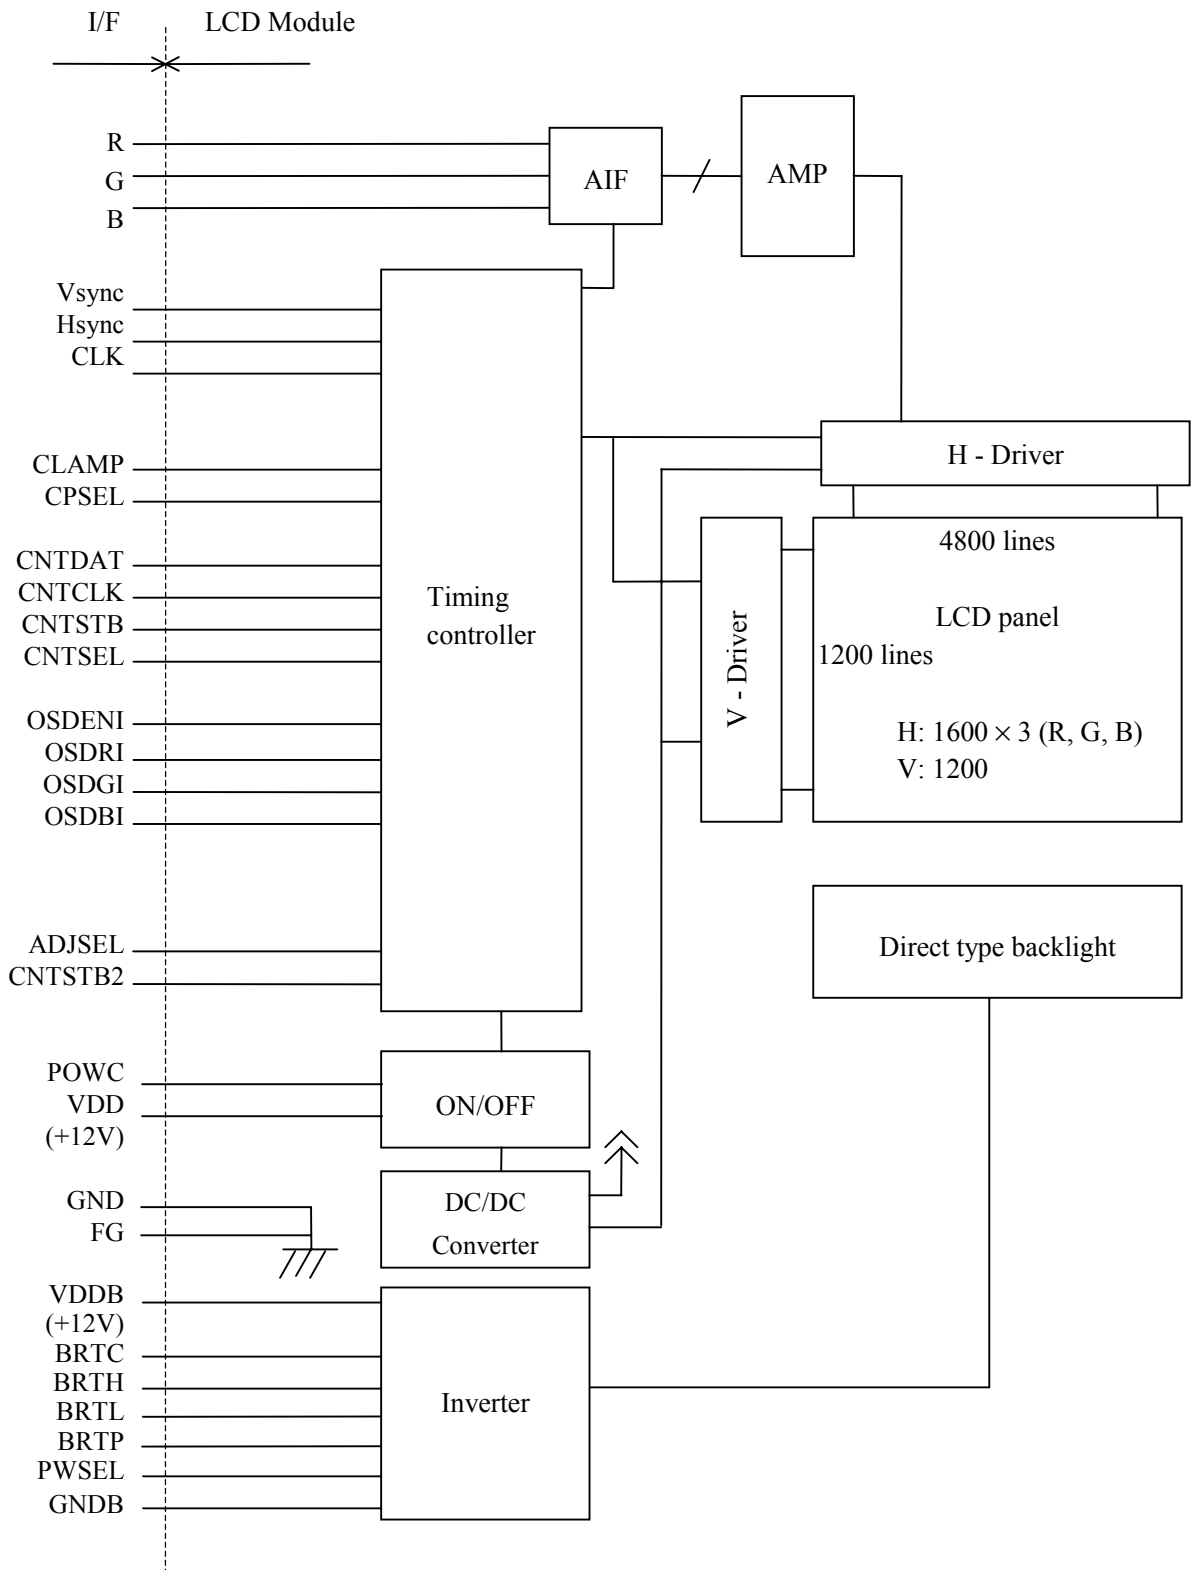 I/F
LCD Module
R
G
B
AIF
AMP
Vsync
Hsync
CLK
CLAMP
CPSEL
CNTDAT
CNTCLK
CNTSTB
CNTSEL
OSDENI
OSDRI
OSDGI
OSDBI
ADJSEL
CNTSTB2
Timing
controller
H - Driver
V - Driver
4800 lines
LCD panel
1200 lines
H: 1600 × 3 (R, G, B)
V: 1200
Direct type backlight
POWC
VDD
(+12V)
ON/OFF
GND
FG
DC/DC
Converter
VDDB
(+12V)
BRTC
BRTH
BRTL
BRTP
PWSEL
GNDB
Inverter